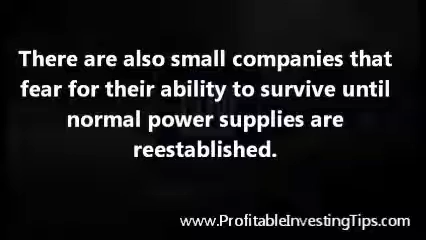 There are also small companies that
fear for their ability to survive until
normal power supplies are
reestablished.
www.ProfitableInvestingTips.com